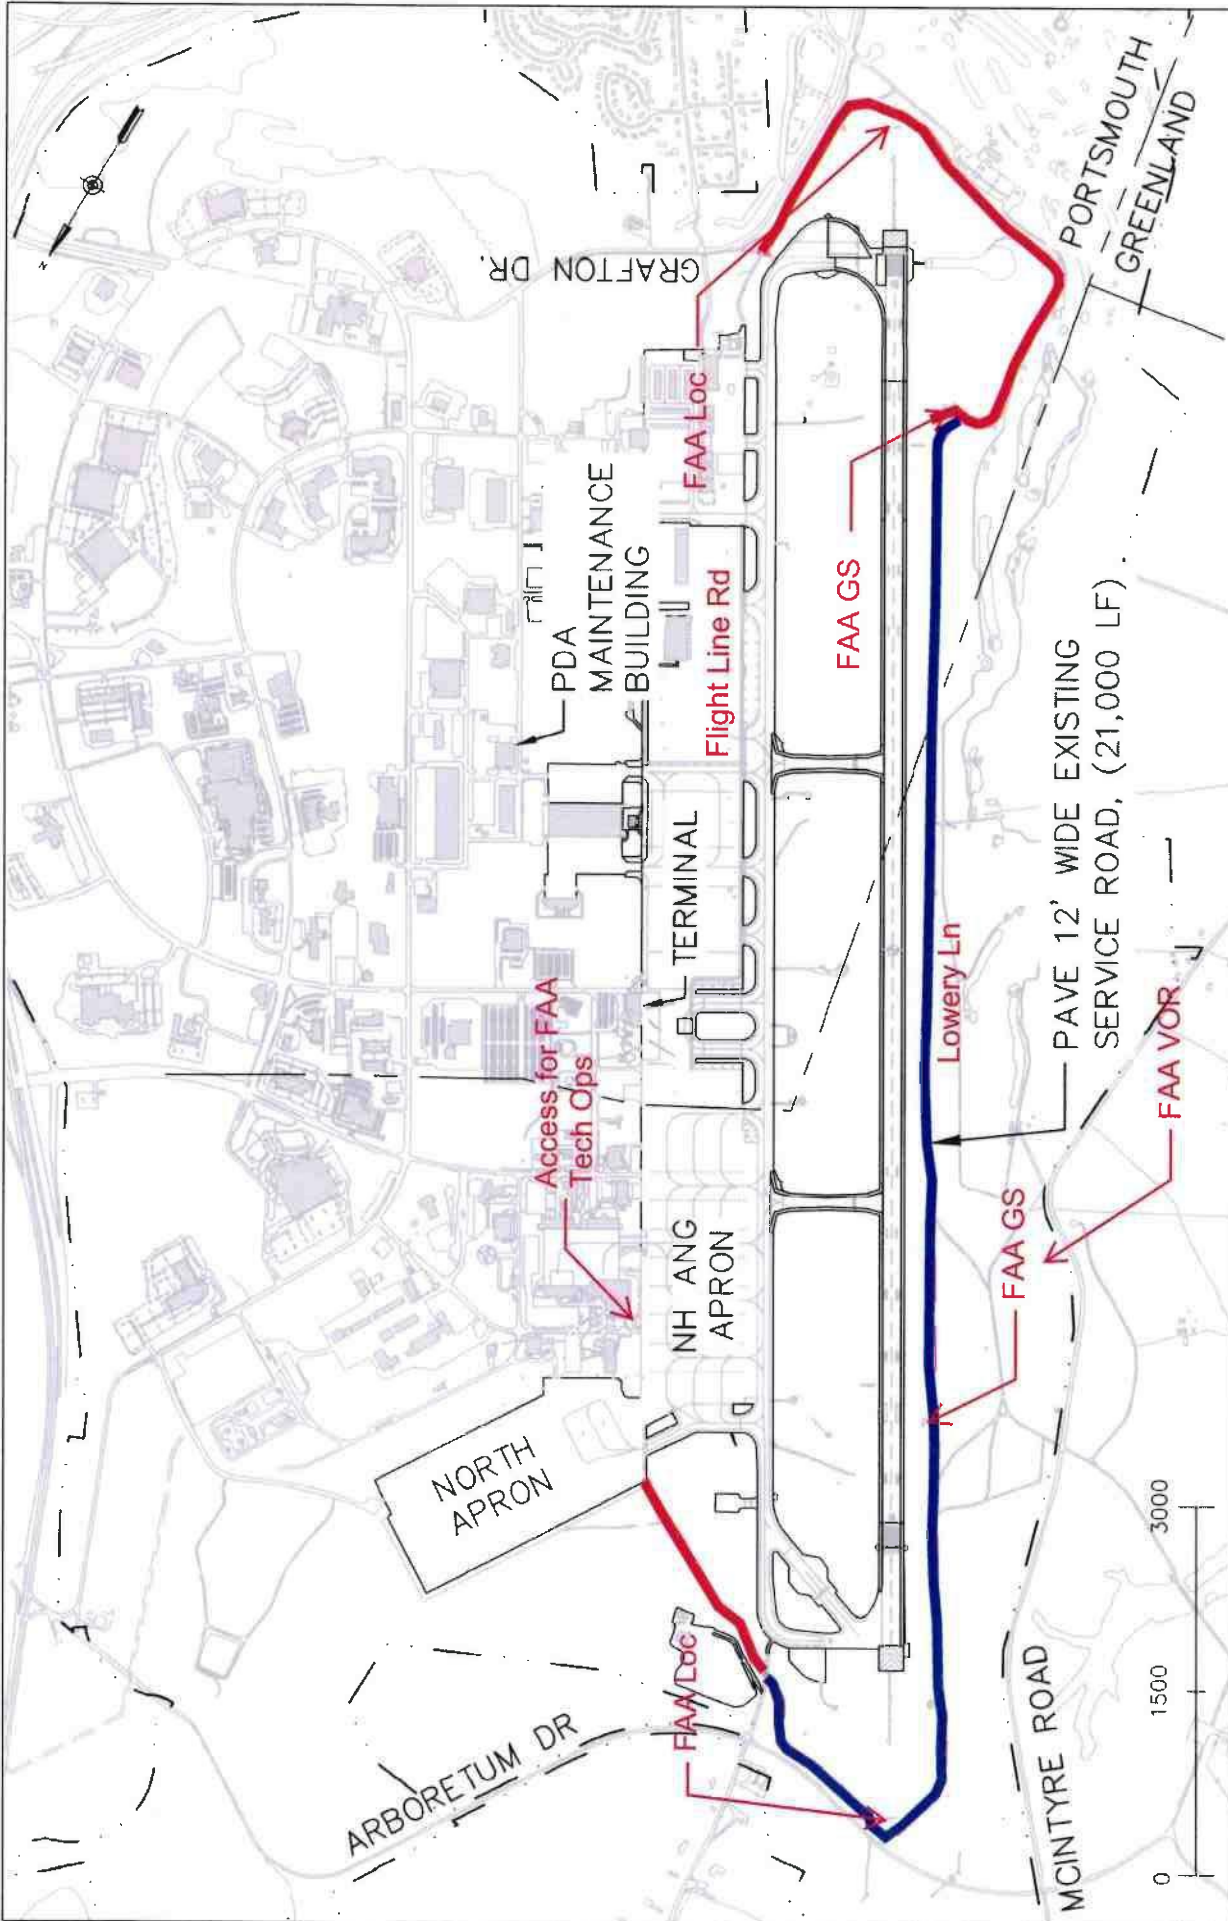 PORTSMOUTH
GREENLAND
GRAFTON DR.
N
FAA Loc
FAA GS
PDA
MAINTENANCE
BUILDING
Flight Line Rd
TERMINAL
Access for FAA
Tech Ops
NH ANG
APRON
NORTH
APRON
Lowery Ln
PAVE 12' WIDE EXISTING
SERVICE ROAD, (21,000 LF)
FAA VOR
FAA GS
FAA Loc
ARBORETUM DR
MCINTYRE ROAD
0 1500 3000